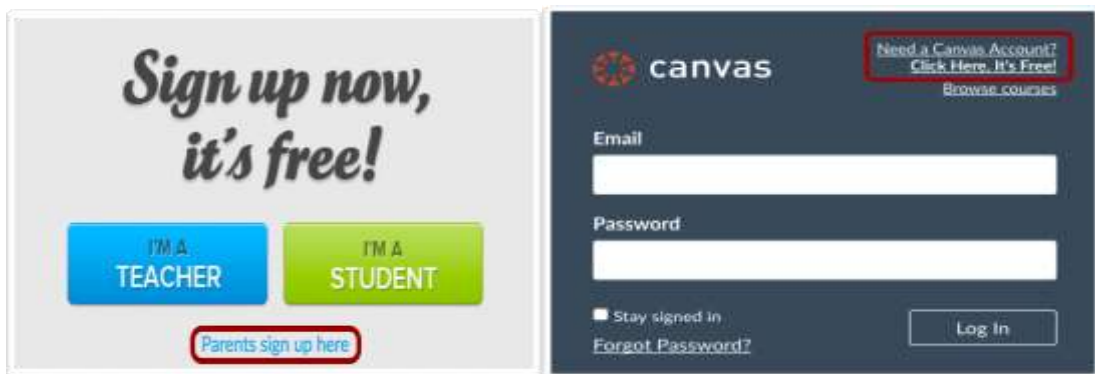 Sign up now,
it's free!
I'M A
TEACHER
I'M A
STUDENT
Parents sign up here
canvas
Need a Canvas Account?
Click Here, It's Free!
Browse courses
Email
Password
Stay signed in
Forgot Password?
Log In